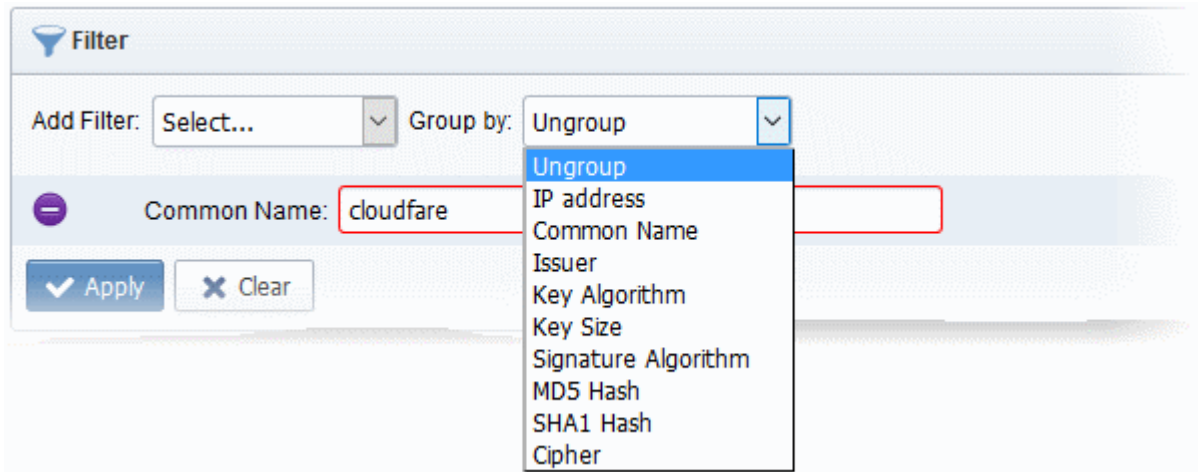 Filter
Add Filter: Select... Group by: Ungroup
Ungroup
IP address
Common Name: cloudfare
Common Name
Issuer
Apply Clear
Key Algorithm
Key Size
Signature Algorithm
MD5 Hash
SHA1 Hash
Cipher